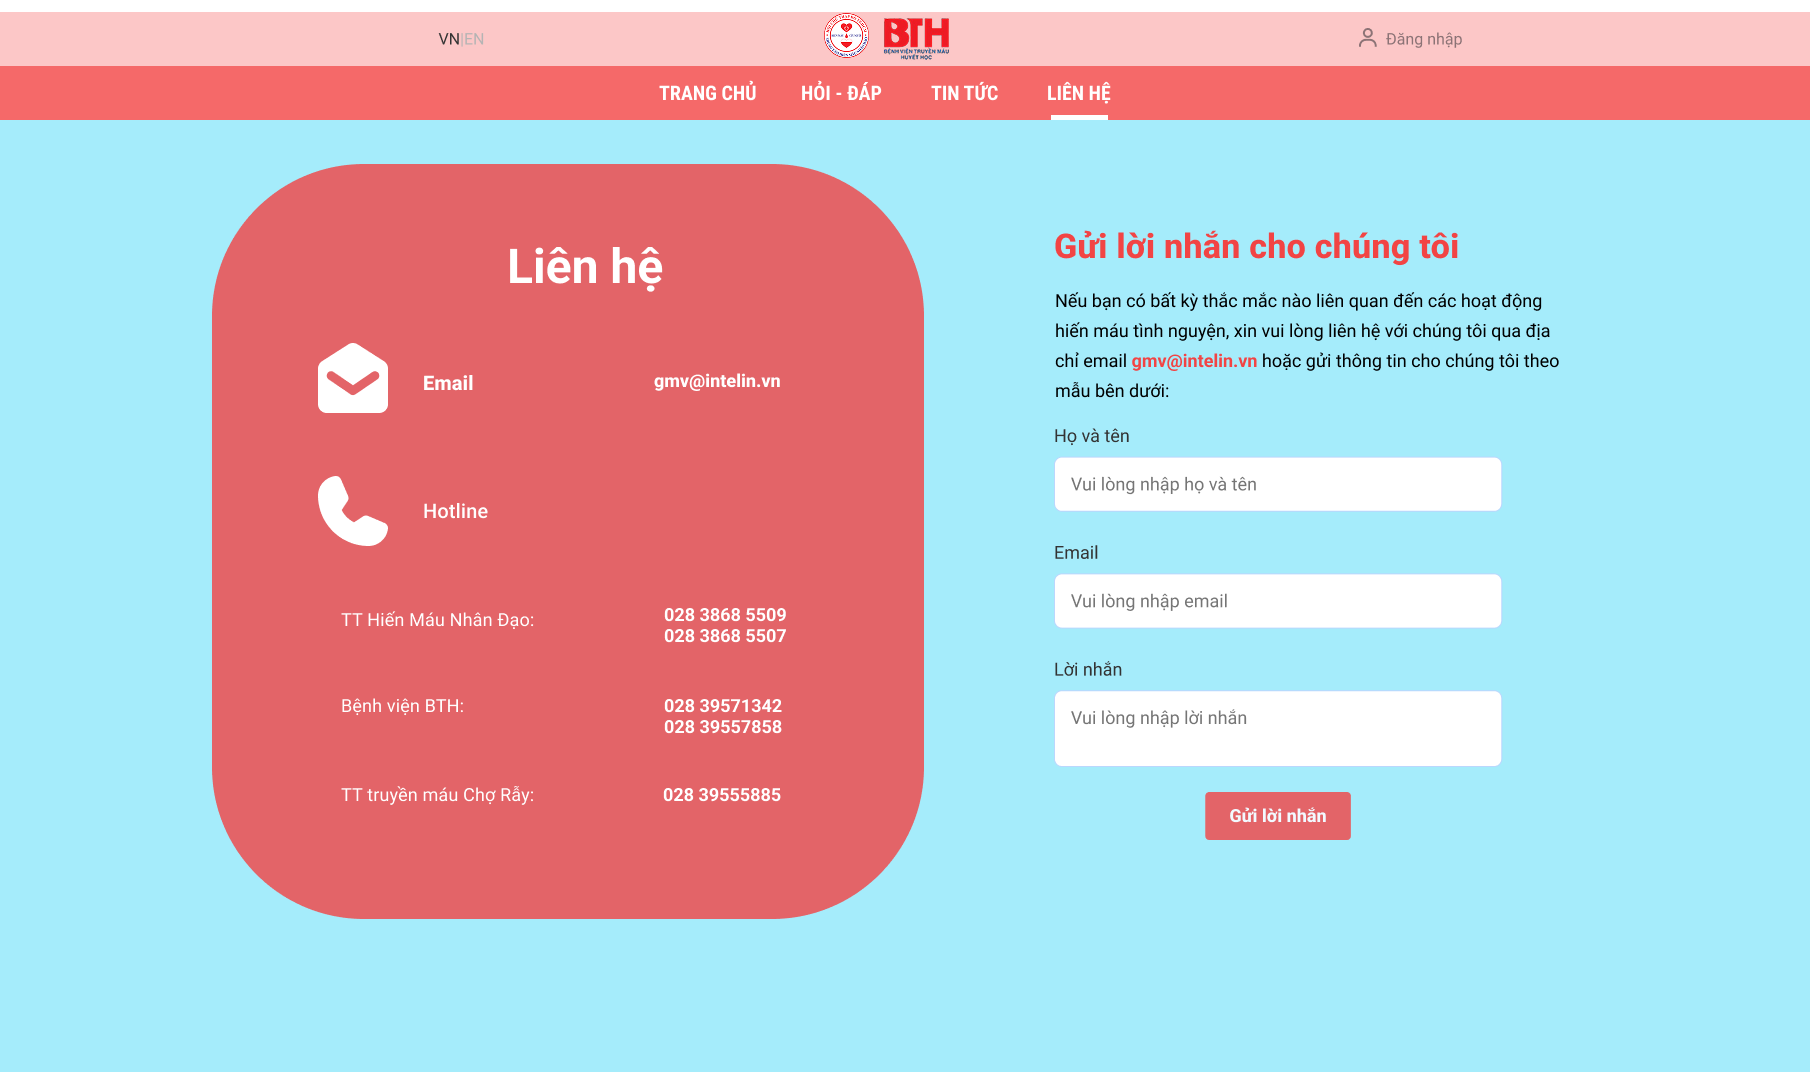 VN|EN
BTH
BỆNH VIỆN TRUYỀN MÁU
HUYẾT HỌC
Đăng nhập
TRANG CHỦ
HỎI - ĐÁP
TIN TỨC
LIÊN HỆ
Liên hệ
Email
gmv@intelin.vn
Hotline
TT Hiến Máu Nhân Đạo:
028 3868 5509
028 3868 5507
Bệnh viện BTH:
028 39571342
028 39557858
TT truyền máu Chợ Rẫy:
028 39555885
Gửi lời nhắn cho chúng tôi
Nếu bạn có bất kỳ thắc mắc nào liên quan đến các hoạt động
hiến máu tình nguyện, xin vui lòng liên hệ với chúng tôi qua địa
chỉ email gmv@intelin.vn hoặc gửi thông tin cho chúng tôi theo
mẫu bên dưới:
Họ và tên
Vui lòng nhập họ và tên
Email
Vui lòng nhập email
Lời nhắn
Vui lòng nhập lời nhắn
Gửi lời nhắn